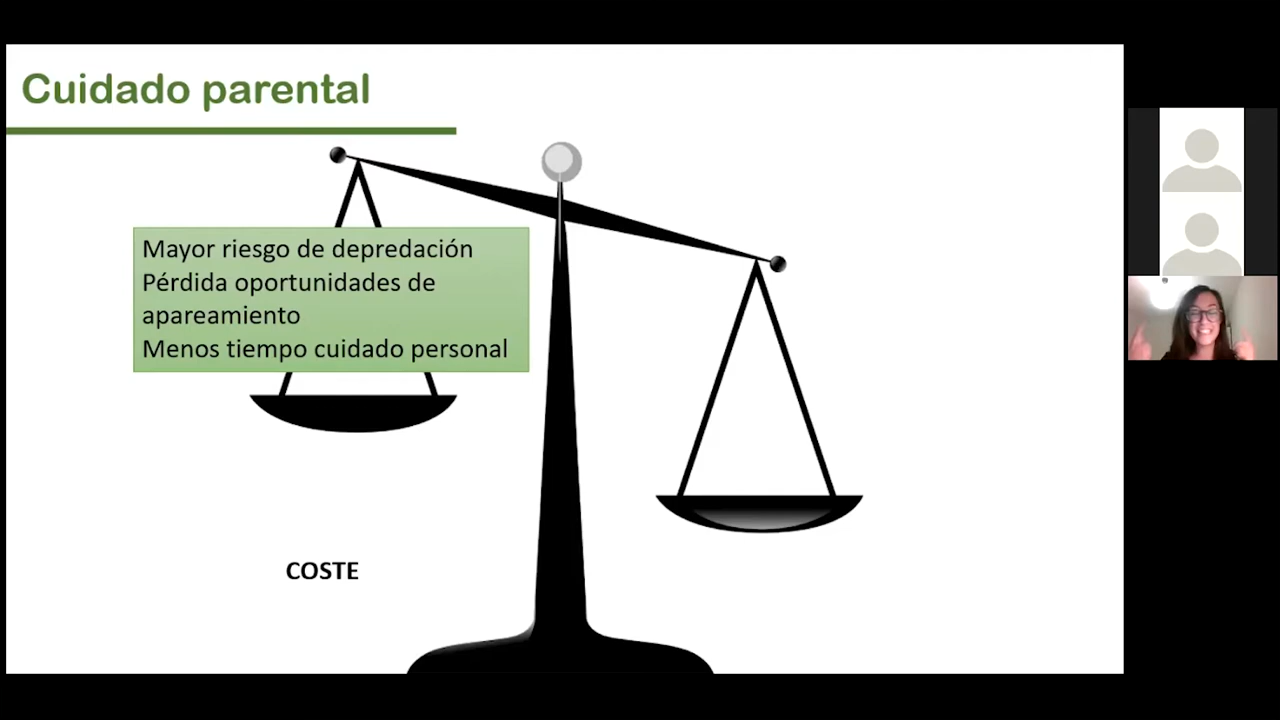 Cuidado parental
Mayor riesgo de depredación
Pérdida oportunidades de
apareamiento
Menos tiempo cuidado personal
COSTE